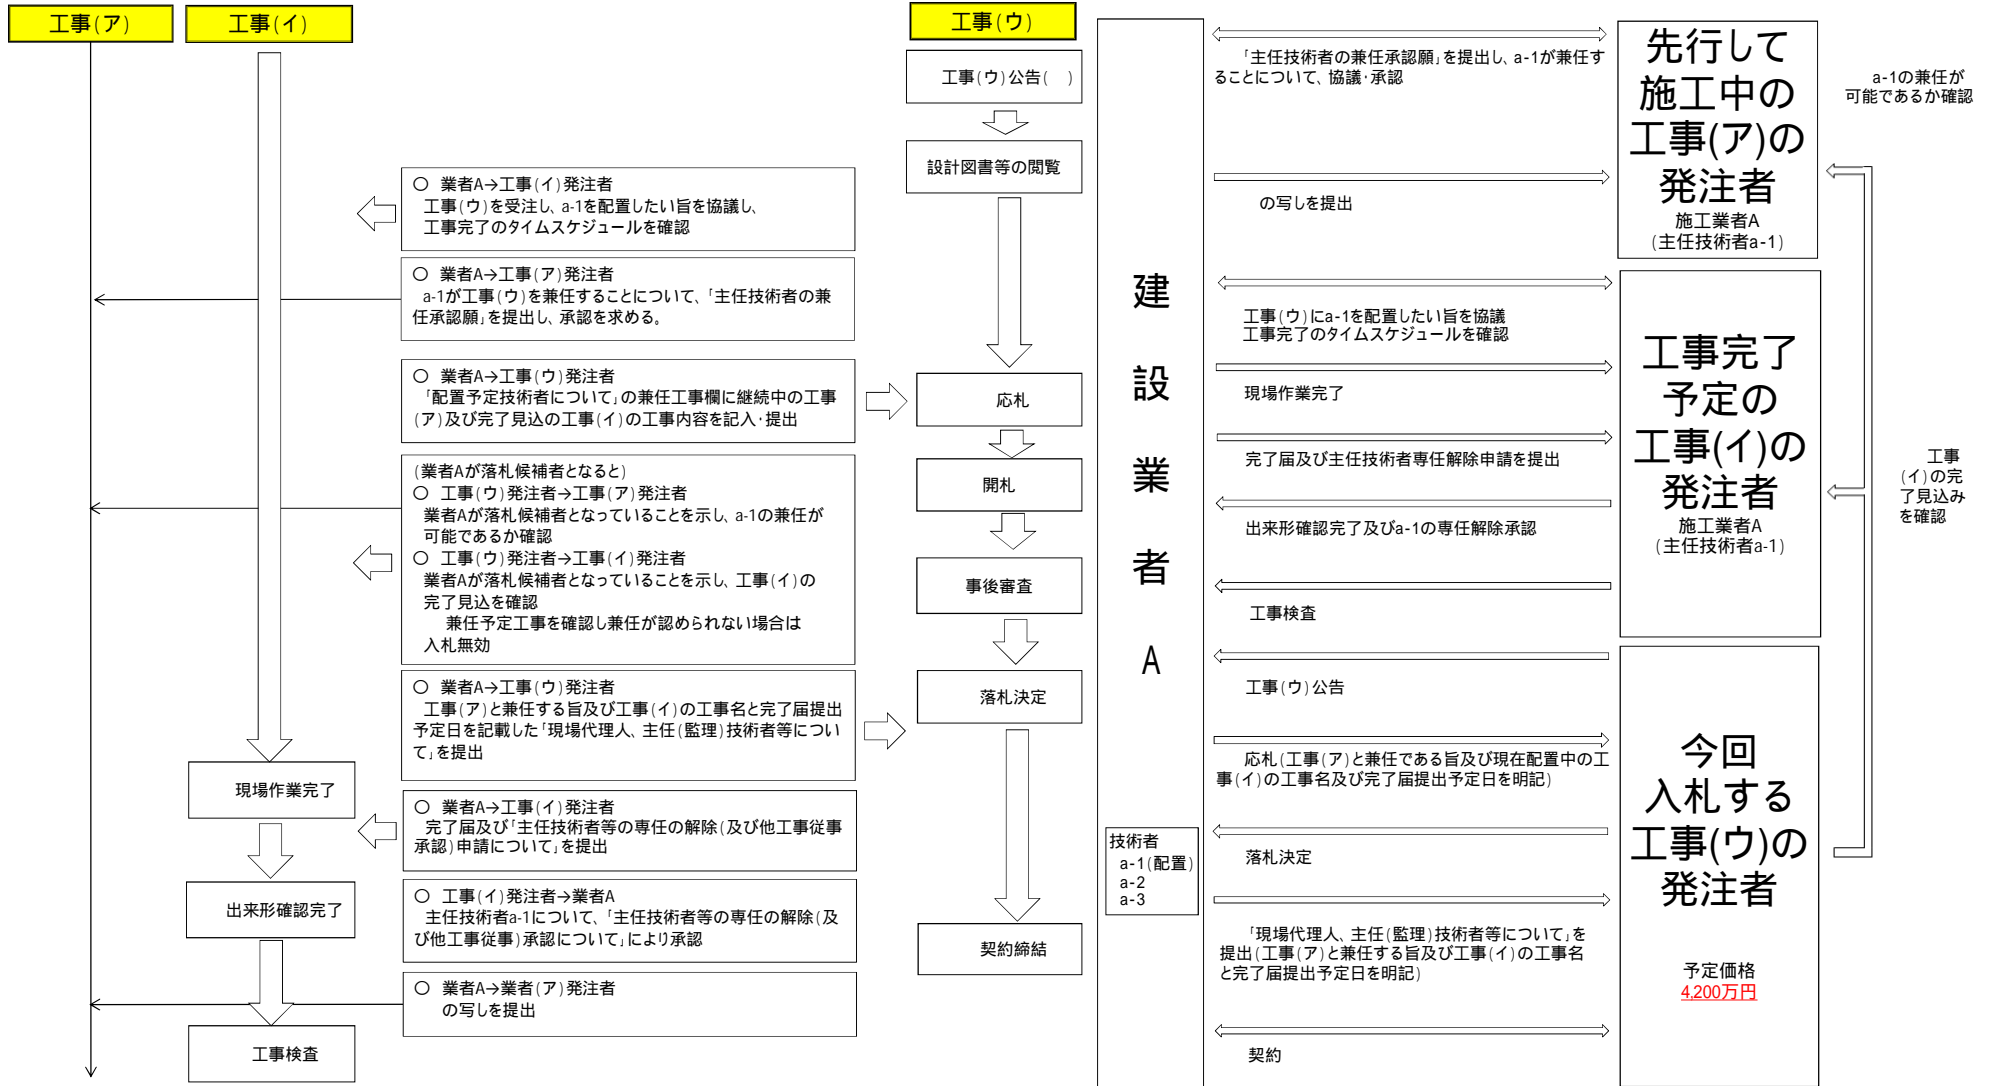 工事(ア)
工事(イ)
工事(ウ)
工事(ウ)公告(　)
設計図書等の閲覧
応札
開札
事後審査
落札決定
契約締結
○ 業者A→工事(イ)発注者
工事(ウ)を受注し、a-1を配置したい旨を協議し、
工事完了のタイムスケジュールを確認
○ 業者A→工事(ア)発注者
a-1が工事(ウ)を兼任することについて、「主任技術者の兼
任承認願」を提出し、承認を求める。
○ 業者A→工事(ウ)発注者
「配置予定技術者について」の兼任工事欄に継続中の工事
(ア)及び完了見込の工事(イ)の工事内容を記入・提出
(業者Aが落札候補者となると)
○ 工事(ウ)発注者→工事(ア)発注者
業者Aが落札候補者となっていることを示し、a-1の兼任が
可能であるか確認
○ 工事(ウ)発注者→工事(イ)発注者
業者Aが落札候補者となっていることを示し、工事(イ)の
完了見込を確認
兼任予定工事を確認し兼任が認められない場合は
入札無効
○ 業者A→工事(ウ)発注者
工事(ア)と兼任する旨及び工事(イ)の工事名と完了届提出
予定日を記載した「現場代理人、主任(監理)技術者等につい
て」を提出
○ 業者A→工事(イ)発注者
完了届及び「主任技術者等の専任の解除(及び他工事従事
承認)申請について」を提出
○ 工事(イ)発注者→業者A
主任技術者a-1について、「主任技術者等の専任の解除(及
び他工事従事)承認について」により承認
○ 業者A→業者(ア)発注者
の写しを提出
現場作業完了
出来形確認完了
工事検査
建
設
業
者
A
技術者
a-1(配置)
a-2
a-3
「主任技術者の兼任承認願」を提出し、a-1が兼任す
ることについて、協議・承認
の写しを提出
工事(ウ)にa-1を配置したい旨を協議
工事完了のタイムスケジュールを確認
現場作業完了
完了届及び主任技術者専任解除申請を提出
出来形確認完了及びa-1の専任解除承認
工事検査
工事(ウ)公告
応札(工事(ア)と兼任である旨及び現在配置中の工
事(イ)の工事名及び完了届提出予定日を明記)
落札決定
「現場代理人、主任(監理)技術者等について」を
提出(工事(ア)と兼任する旨及び工事(イ)の工事名
と完了届提出予定日を明記)
契約
先行して
施工中の
工事(ア)の
発注者
施工業者A
(主任技術者a-1)
工事完了
予定の
工事(イ)の
発注者
施工業者A
(主任技術者a-1)
今回
入札する
工事(ウ)の
発注者
予定価格
4,200万円
a-1の兼任が
可能であるか確認
工事
(イ)の完
了見込み
を確認